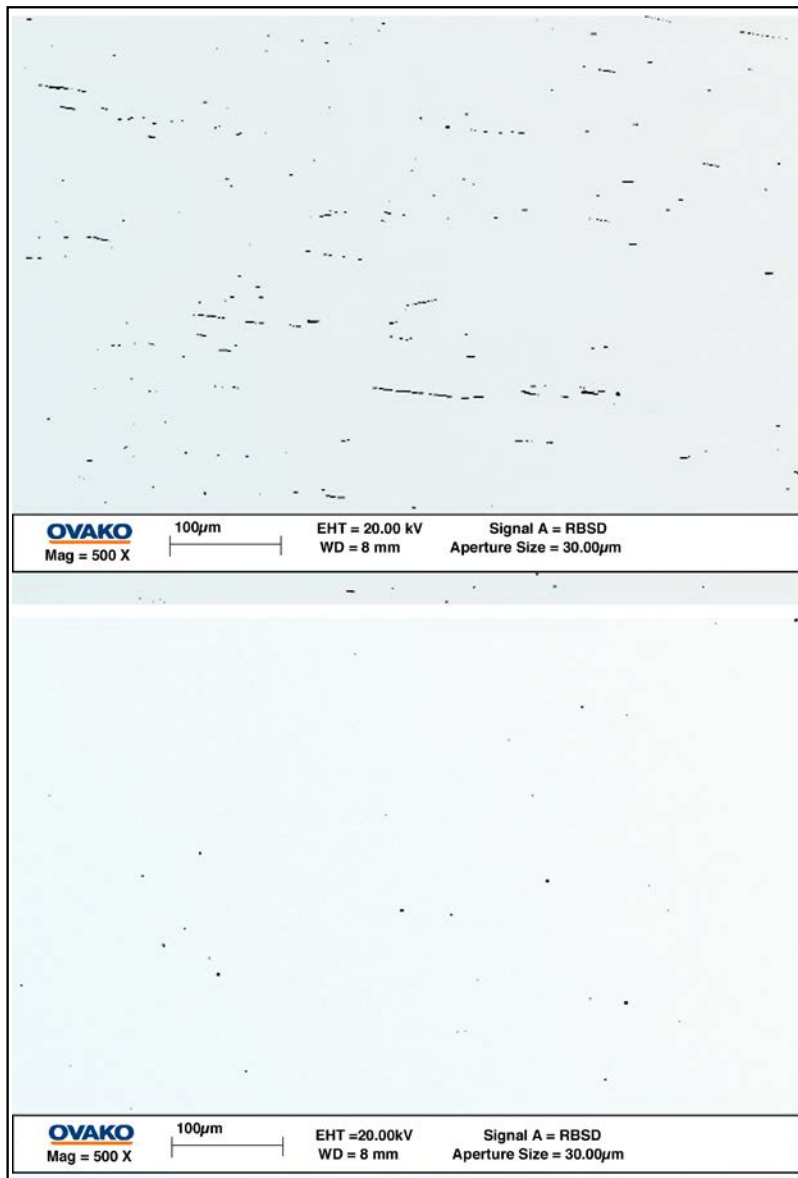 OVAKO
Mag = 500 X
100µm
EHT = 20.00 kV
WD = 8 mm
Signal A = RBSD
Aperture Size = 30.00µm
OVAKO
Mag = 500 X
100µm
EHT =20.00kV
WD = 8 mm
Signal A = RBSD
Aperture Size = 30.00µm